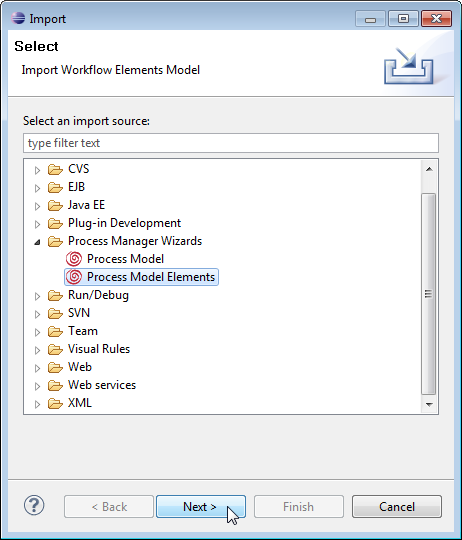 Import
Select
Import Workflow Elements Model
Select an import source:
type filter text
CVS
EJB
Java EE
Plug-in Development
Process Manager Wizards
Process Model
Process Model Elements
Run/Debug
SVN
Team
Visual Rules
Web
Web services
XML
? < Back Next > Finish Cancel